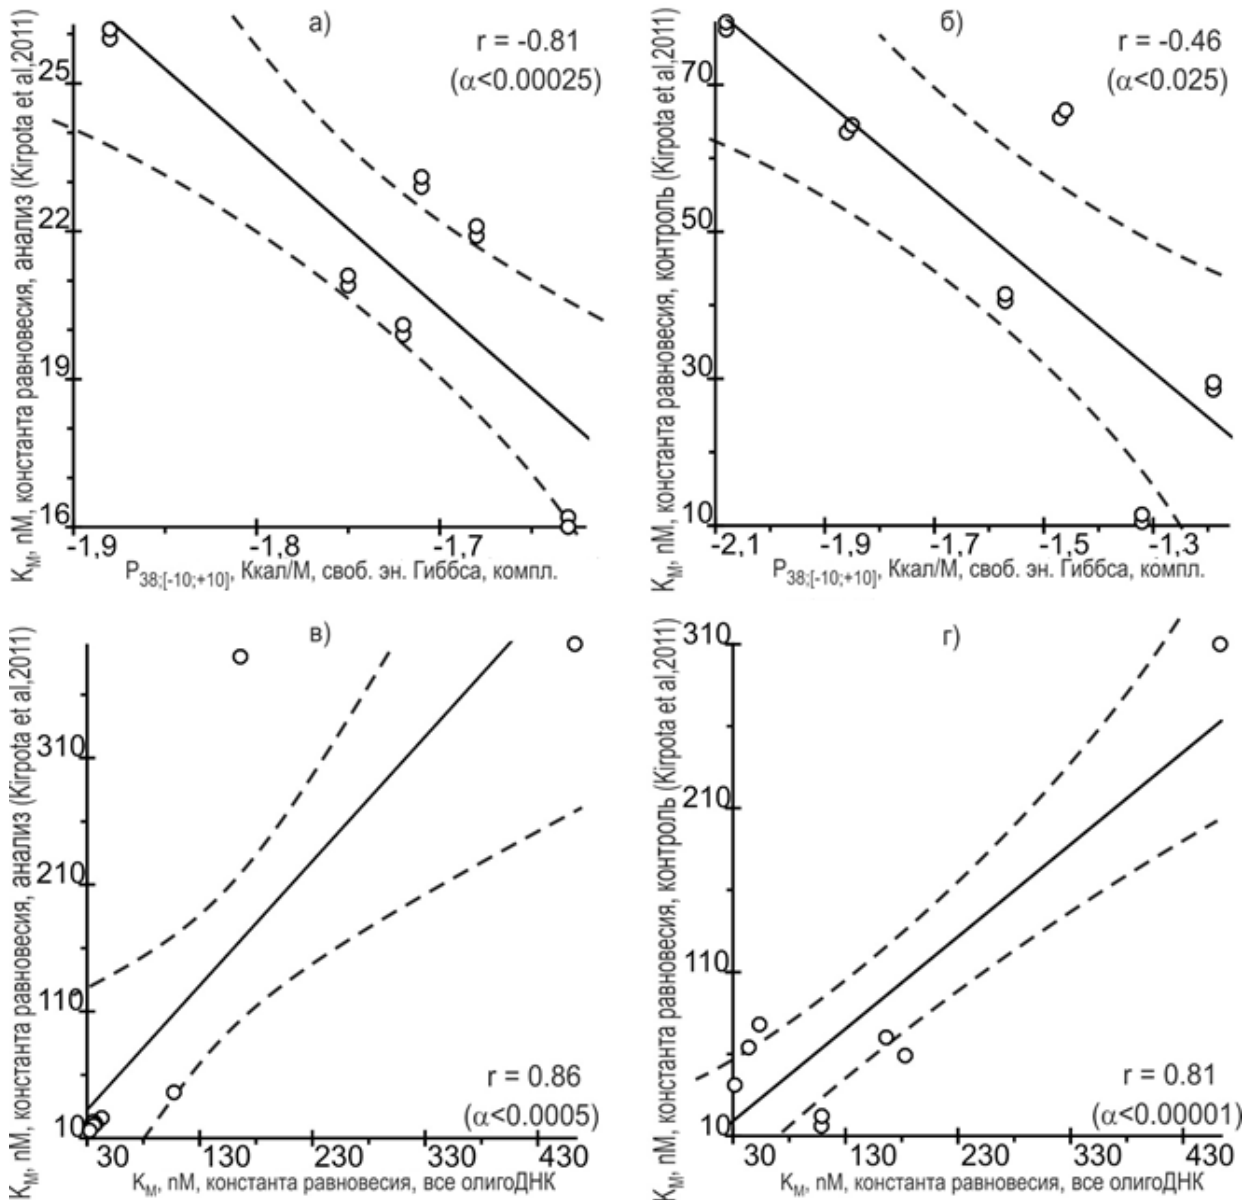 а)
r = -0.81
(α<0.00025)
K_M, nM, константа равновесия, анализ (Kirpota et al,2011)
25
22
19
16
-1,9 -1,8 -1,7
P_38;[-10;+10], Ккал/М, своб. эн. Гиббса, компл.
б)
r = -0.46
(α<0.025)
K_M, nM, константа равновесия, контроль (Kirpota et al,2011)
70
50
30
10
-2,1 -1,9 -1,7 -1,5 -1,3
P_38;[-10;+10], Ккал/М, своб. эн. Гиббса, компл.
в)
K_M, nM, константа равновесия, анализ (Kirpota et al,2011)
310
210
110
10
r = 0.86
(α<0.0005)
30 130 230 330 430
K_M, nM, константа равновесия, все олигоДНК
г)
K_M, nM, константа равновесия, контроль (Kirpota et al,2011)
310
210
110
10
r = 0.81
(α<0.00001)
30 130 230 330 430
K_M, nM, константа равновесия, все олигоДНК